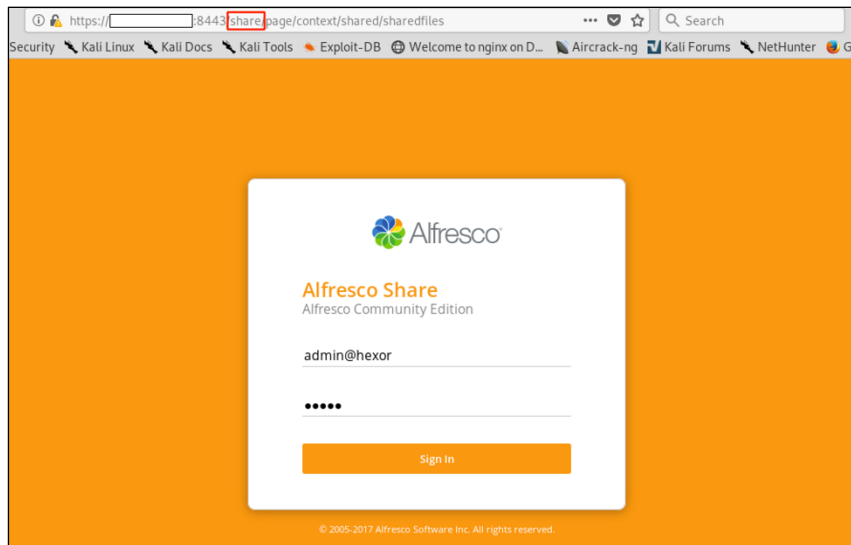 https:// :8443/share/page/context/shared/sharedfiles ••• Search
Security Kali Linux Kali Docs Kali Tools Exploit-DB Welcome to nginx on D... Aircrack-ng Kali Forums NetHunter G
Alfresco
Alfresco Share
Alfresco Community Edition
admin@hexor
•••••
Sign In
© 2005-2017 Alfresco Software Inc. All rights reserved.